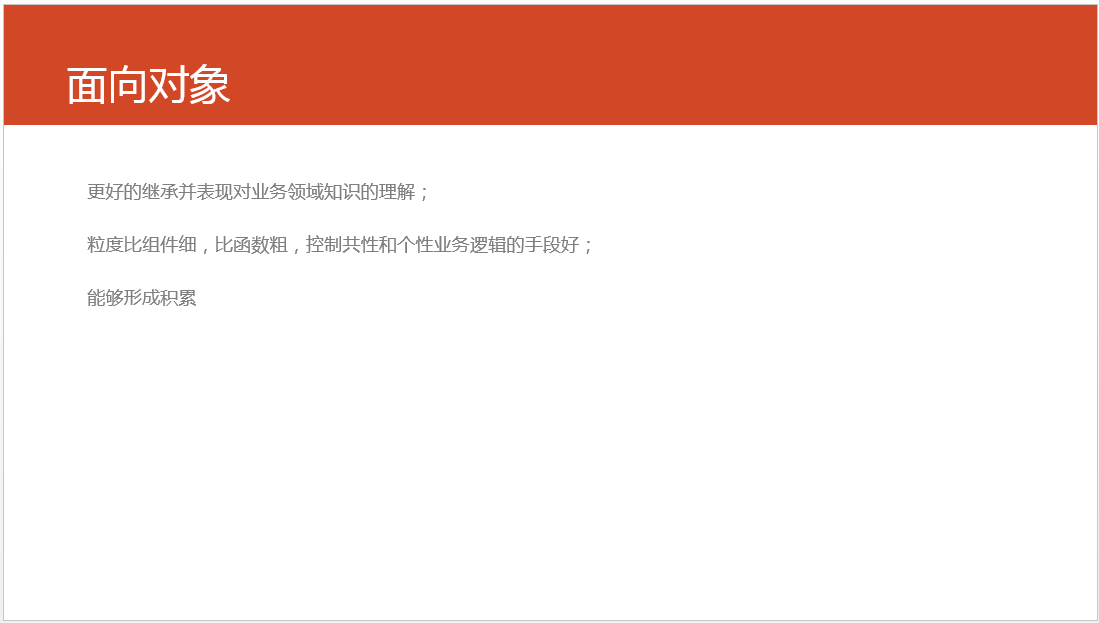 面向对象
更好的继承并表现对业务领域知识的理解；
粒度比组件细，比函数粗，控制共性和个性业务逻辑的手段好；
能够形成积累